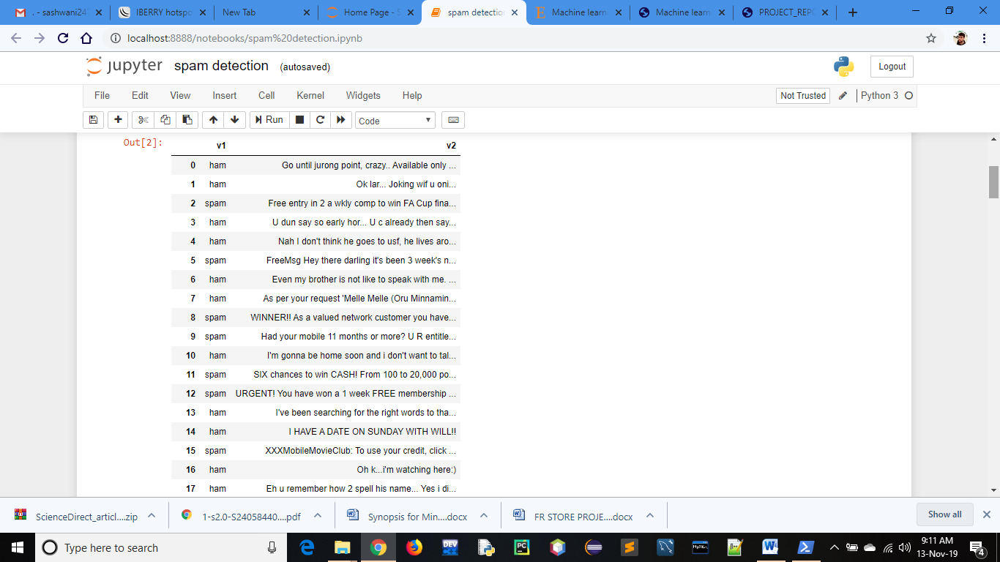 . - sashwani24
IBERRY hotspo
New Tab
Home Page - S
spam detection
Machine learni
Machine learni
PROJECT_REPO
localhost:8888/notebooks/spam%20detection.ipynb
jupyter spam detection (autosaved)
Logout
File Edit View Insert Cell Kernel Widgets Help
Not Trusted
Python 3
Run
Code
Out[2]:
v1 v2
0 ham Go until jurong point, crazy.. Available only ...
1 ham Ok lar... Joking wif u oni...
2 spam Free entry in 2 a wkly comp to win FA Cup fina...
3 ham U dun say so early hor... U c already then say...
4 ham Nah I don't think he goes to usf, he lives aro...
5 spam FreeMsg Hey there darling it's been 3 week's n...
6 ham Even my brother is not like to speak with me. ...
7 ham As per your request 'Melle Melle (Oru Minnamin...
8 spam WINNER!! As a valued network customer you have...
9 spam Had your mobile 11 months or more? U R entitle...
10 ham I'm gonna be home soon and i don't want to tal...
11 spam SIX chances to win CASH! From 100 to 20,000 po...
12 spam URGENT! You have won a 1 week FREE membership ...
13 ham I've been searching for the right words to tha...
14 ham I HAVE A DATE ON SUNDAY WITH WILL!!
15 spam XXXMobileMovieClub: To use your credit, click ...
16 ham Oh k...i'm watching here:)
17 ham Eh u remember how 2 spell his name... Yes i di...
ScienceDirect_articl....zip
1-s2.0-S24058440....pdf
Synopsis for Min....docx
FR STORE PROJE....docx
Show all
Type here to search
DEV
PC
MySQL
9:11 AM
13-Nov-19
4